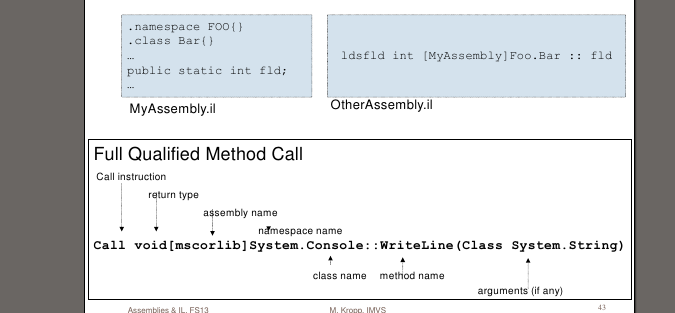 .namespace FOO{}
.class Bar{}
…
public static int fld;
…
MyAssembly.il
ldsfld int [MyAssembly]Foo.Bar :: fld
OtherAssembly.il
Full Qualified Method Call
Call instruction
return type
assembly name
namespace name
Call void[mscorlib]System.Console::WriteLine(Class System.String)
class name
method name
arguments (if any)
Assemblies & IL, FS13
M. Kropp, IMVS
43